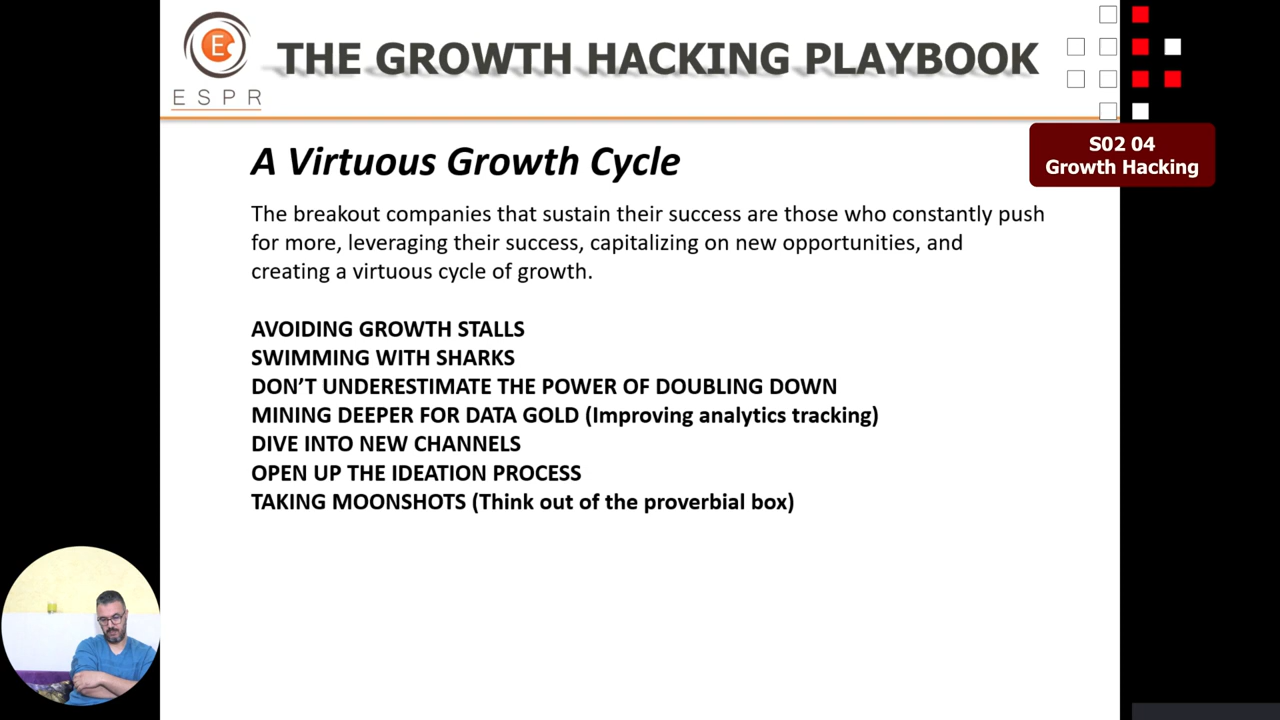 E
ESPR
THE GROWTH HACKING PLAYBOOK
S02 04
Growth Hacking
A Virtuous Growth Cycle
The breakout companies that sustain their success are those who constantly push
for more, leveraging their success, capitalizing on new opportunities, and
creating a virtuous cycle of growth.
AVOIDING GROWTH STALLS
SWIMMING WITH SHARKS
DON’T UNDERESTIMATE THE POWER OF DOUBLING DOWN
MINING DEEPER FOR DATA GOLD (Improving analytics tracking)
DIVE INTO NEW CHANNELS
OPEN UP THE IDEATION PROCESS
TAKING MOONSHOTS (Think out of the proverbial box)